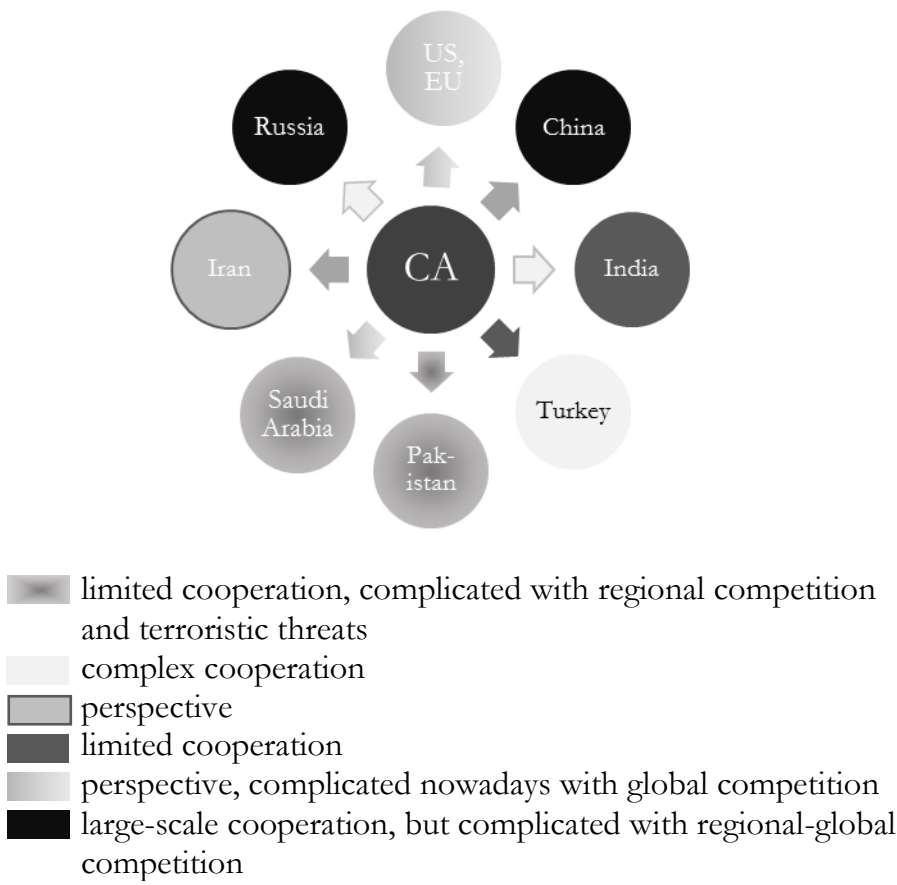 US,
EU
Russia
China
Iran
CA
India
Saudi
Arabia
Turkey
Pak-
istan
limited cooperation, complicated with regional competition
and terroristic threats
complex cooperation
perspective
limited cooperation
perspective, complicated nowadays with global competition
large-scale cooperation, but complicated with regional-global
competition